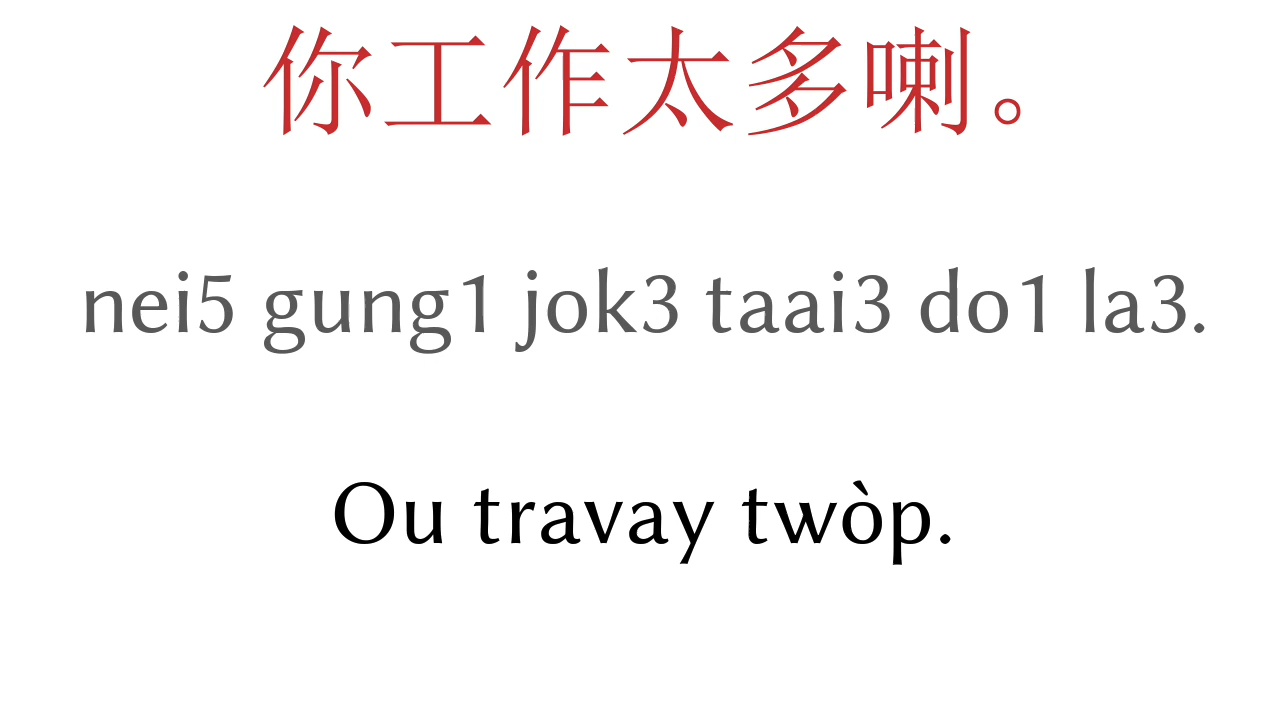 你工作太多喇。
nei5 gung1 jok3 taai3 do1 la3.
Ou travay twòp.